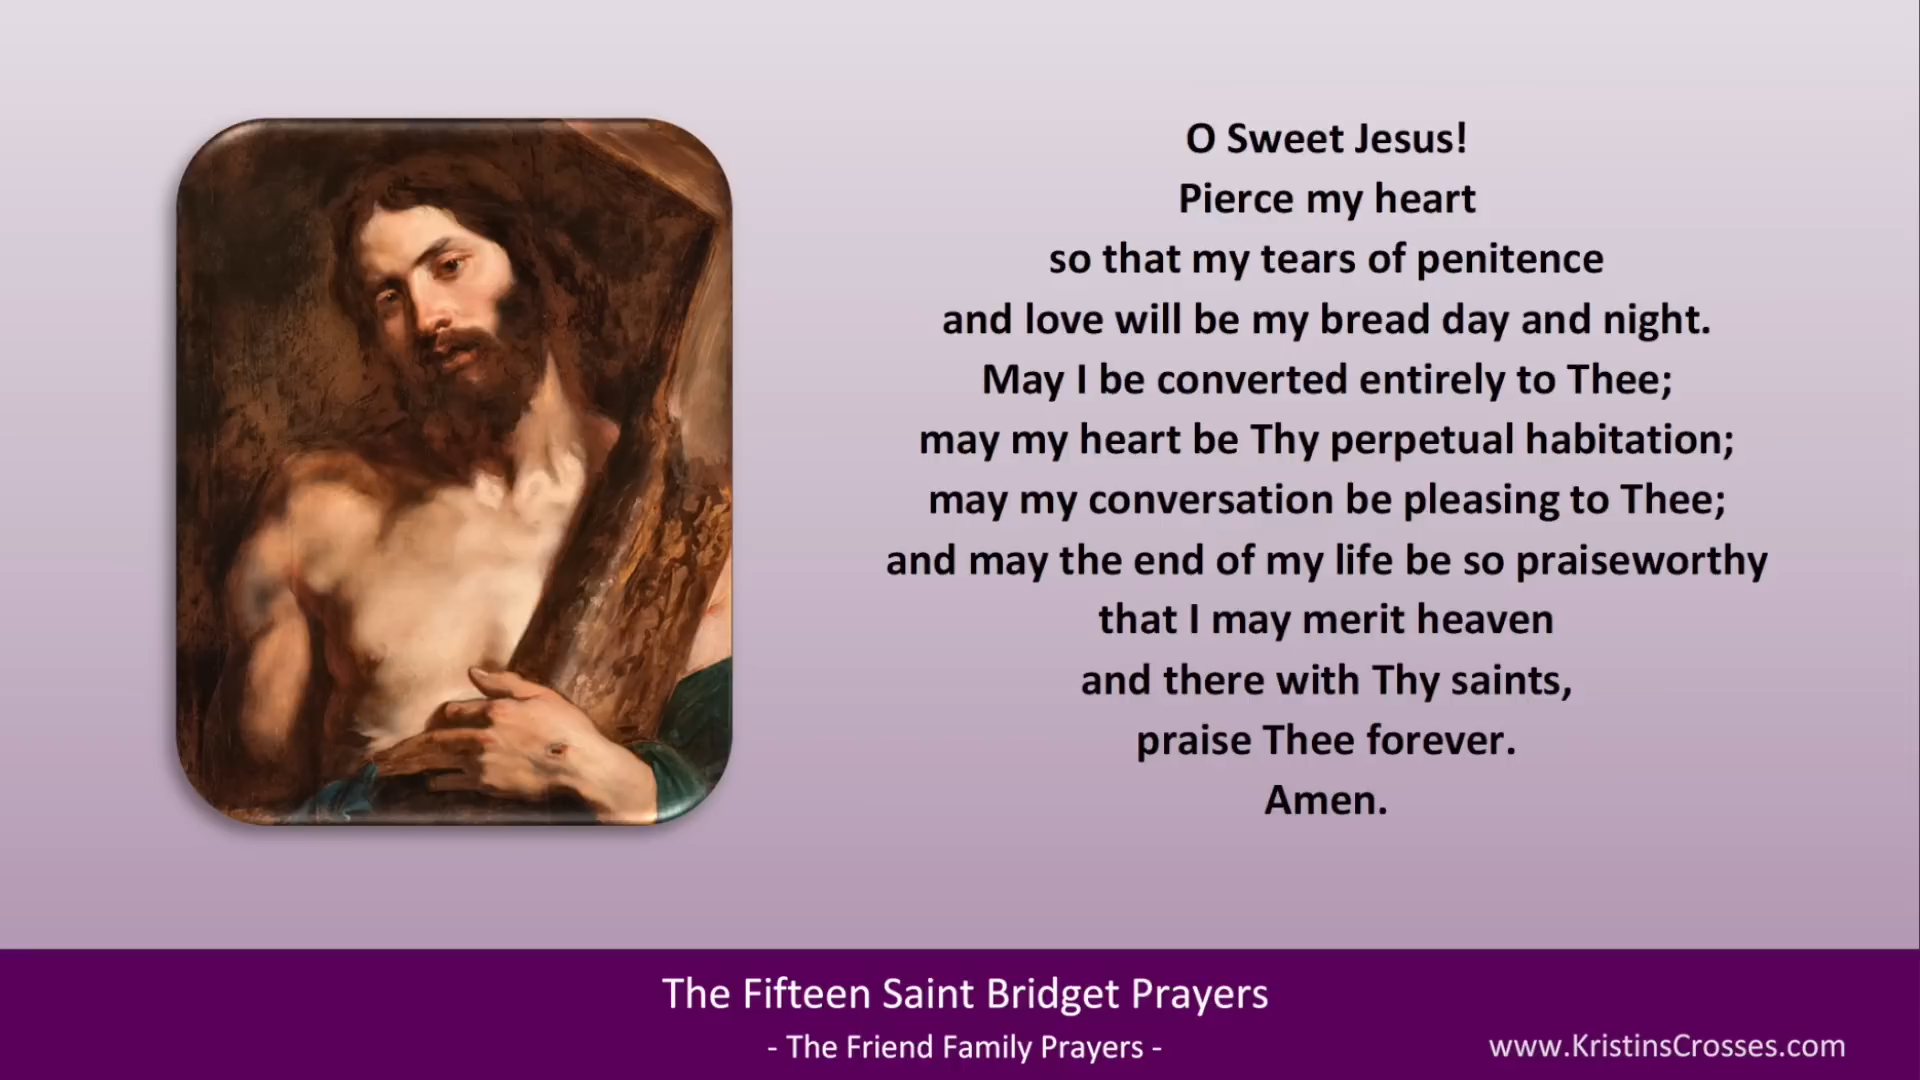 O Sweet Jesus!
Pierce my heart
so that my tears of penitence
and love will be my bread day and night.
May I be converted entirely to Thee;
may my heart be Thy perpetual habitation;
may my conversation be pleasing to Thee;
and may the end of my life be so praiseworthy
that I may merit heaven
and there with Thy saints,
praise Thee forever.
Amen.
The Fifteen Saint Bridget Prayers
- The Friend Family Prayers -
www.KristinsCrosses.com